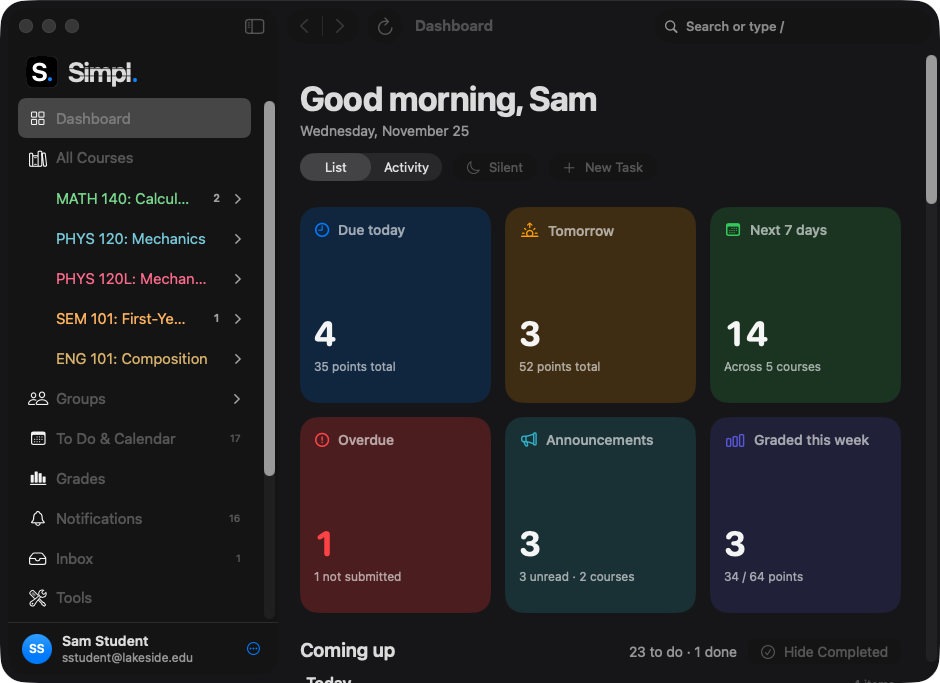 Dashboard
Search or type /
S. Simpl.
Dashboard
All Courses
MATH 140: Calcul... 2
PHYS 120: Mechanics
PHYS 120L: Mechan...
SEM 101: First-Ye... 1
ENG 101: Composition
Groups
To Do & Calendar 17
Grades
Notifications 16
Inbox 1
Tools
SS
Sam Student
sstudent@lakeside.edu
Good morning, Sam
Wednesday, November 25
List Activity Silent + New Task
Due today
4
35 points total
Tomorrow
3
52 points total
Next 7 days
14
Across 5 courses
Overdue
1
1 not submitted
Announcements
3
3 unread · 2 courses
Graded this week
3
34 / 64 points
Coming up 23 to do · 1 done Hide Completed
Today 4 items